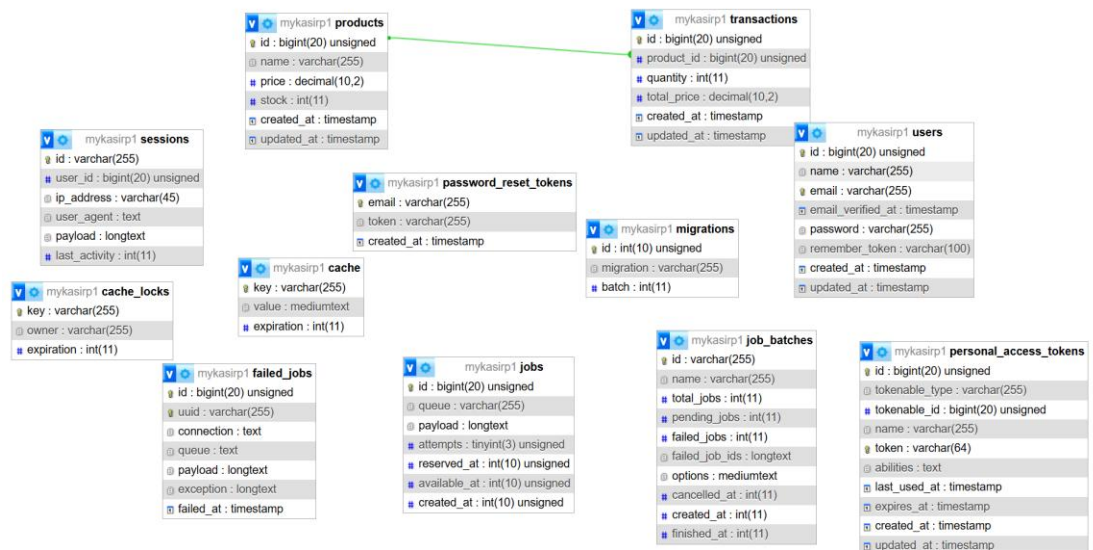 mykasirp1 products
id : bigint(20) unsigned
name : varchar(255)
price : decimal(10,2)
stock : int(11)
created_at : timestamp
updated_at : timestamp
mykasirp1 transactions
id : bigint(20) unsigned
product_id : bigint(20) unsigned
quantity : int(11)
total_price : decimal(10,2)
created_at : timestamp
updated_at : timestamp
mykasirp1 sessions
id : varchar(255)
user_id : bigint(20) unsigned
ip_address : varchar(45)
user_agent : text
payload : longtext
last_activity : int(11)
mykasirp1 users
id : bigint(20) unsigned
name : varchar(255)
email : varchar(255)
email_verified_at : timestamp
password : varchar(255)
remember_token : varchar(100)
created_at : timestamp
updated_at : timestamp
mykasirp1 password_reset_tokens
email : varchar(255)
token : varchar(255)
created_at : timestamp
mykasirp1 migrations
id : int(10) unsigned
migration : varchar(255)
batch : int(11)
mykasirp1 cache
key : varchar(255)
value : mediumtext
expiration : int(11)
mykasirp1 cache_locks
key : varchar(255)
owner : varchar(255)
expiration : int(11)
mykasirp1 failed_jobs
id : bigint(20) unsigned
uuid : varchar(255)
connection : text
queue : text
payload : longtext
exception : longtext
failed_at : timestamp
mykasirp1 jobs
id : bigint(20) unsigned
queue : varchar(255)
payload : longtext
attempts : tinyint(3) unsigned
reserved_at : int(10) unsigned
available_at : int(10) unsigned
created_at : int(10) unsigned
mykasirp1 job_batches
id : varchar(255)
name : varchar(255)
total_jobs : int(11)
pending_jobs : int(11)
failed_jobs : int(11)
failed_job_ids : longtext
options : mediumtext
cancelled_at : int(11)
created_at : int(11)
finished_at : int(11)
mykasirp1 personal_access_tokens
id : bigint(20) unsigned
tokenable_type : varchar(255)
tokenable_id : bigint(20) unsigned
name : varchar(255)
token : varchar(64)
abilities : text
last_used_at : timestamp
expires_at : timestamp
created_at : timestamp
updated_at : timestamp